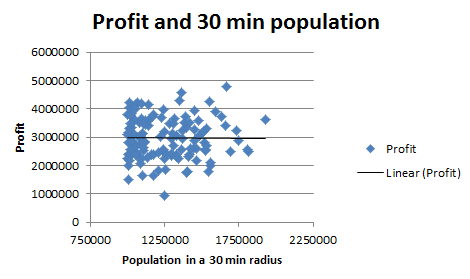 Profit and 30 min population
6000000
5000000
4000000
3000000
2000000
1000000
0
Profit
750000 1250000 1750000 2250000
Population in a 30 min radius
Profit
Linear (Profit)